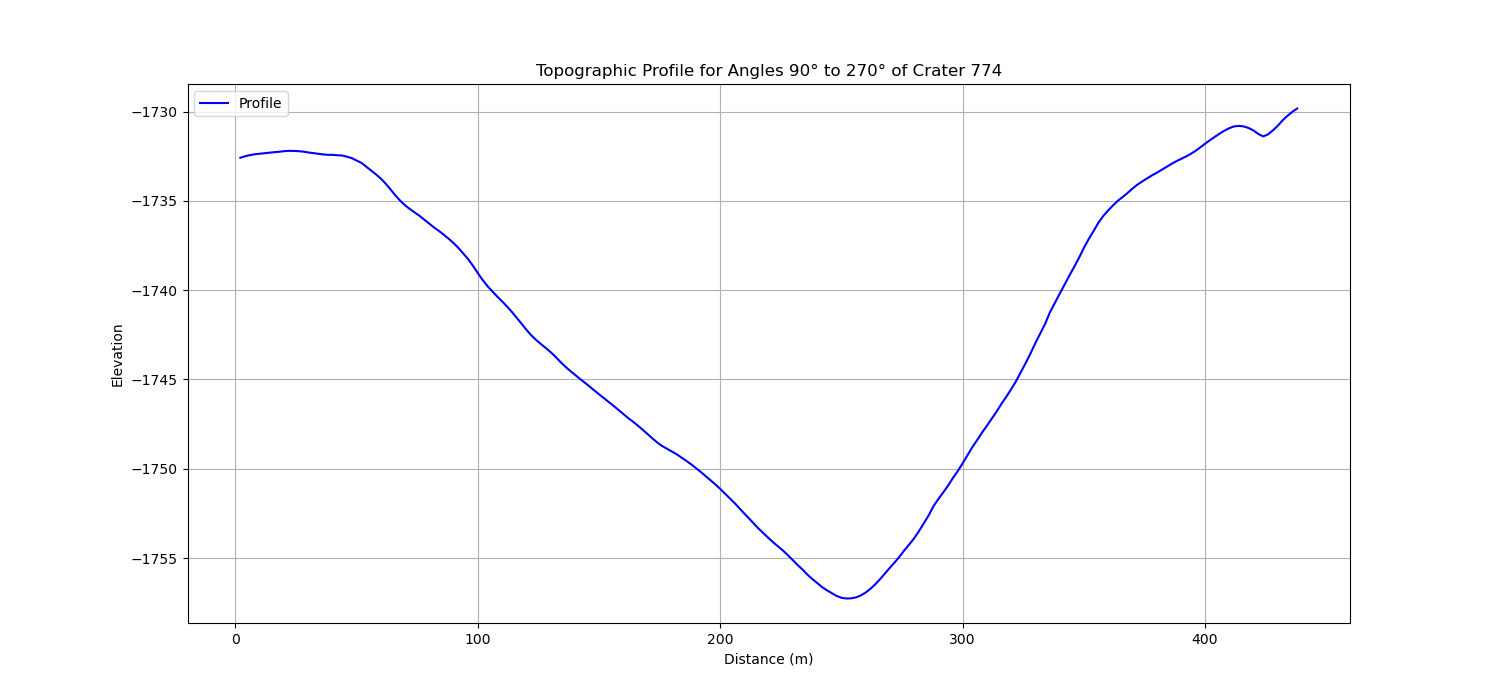 Topographic Profile for Angles 90° to 270° of Crater 774
Profile
−1730
−1735
−1740
−1745
−1750
−1755
Elevation
0 100 200 300 400
Distance (m)